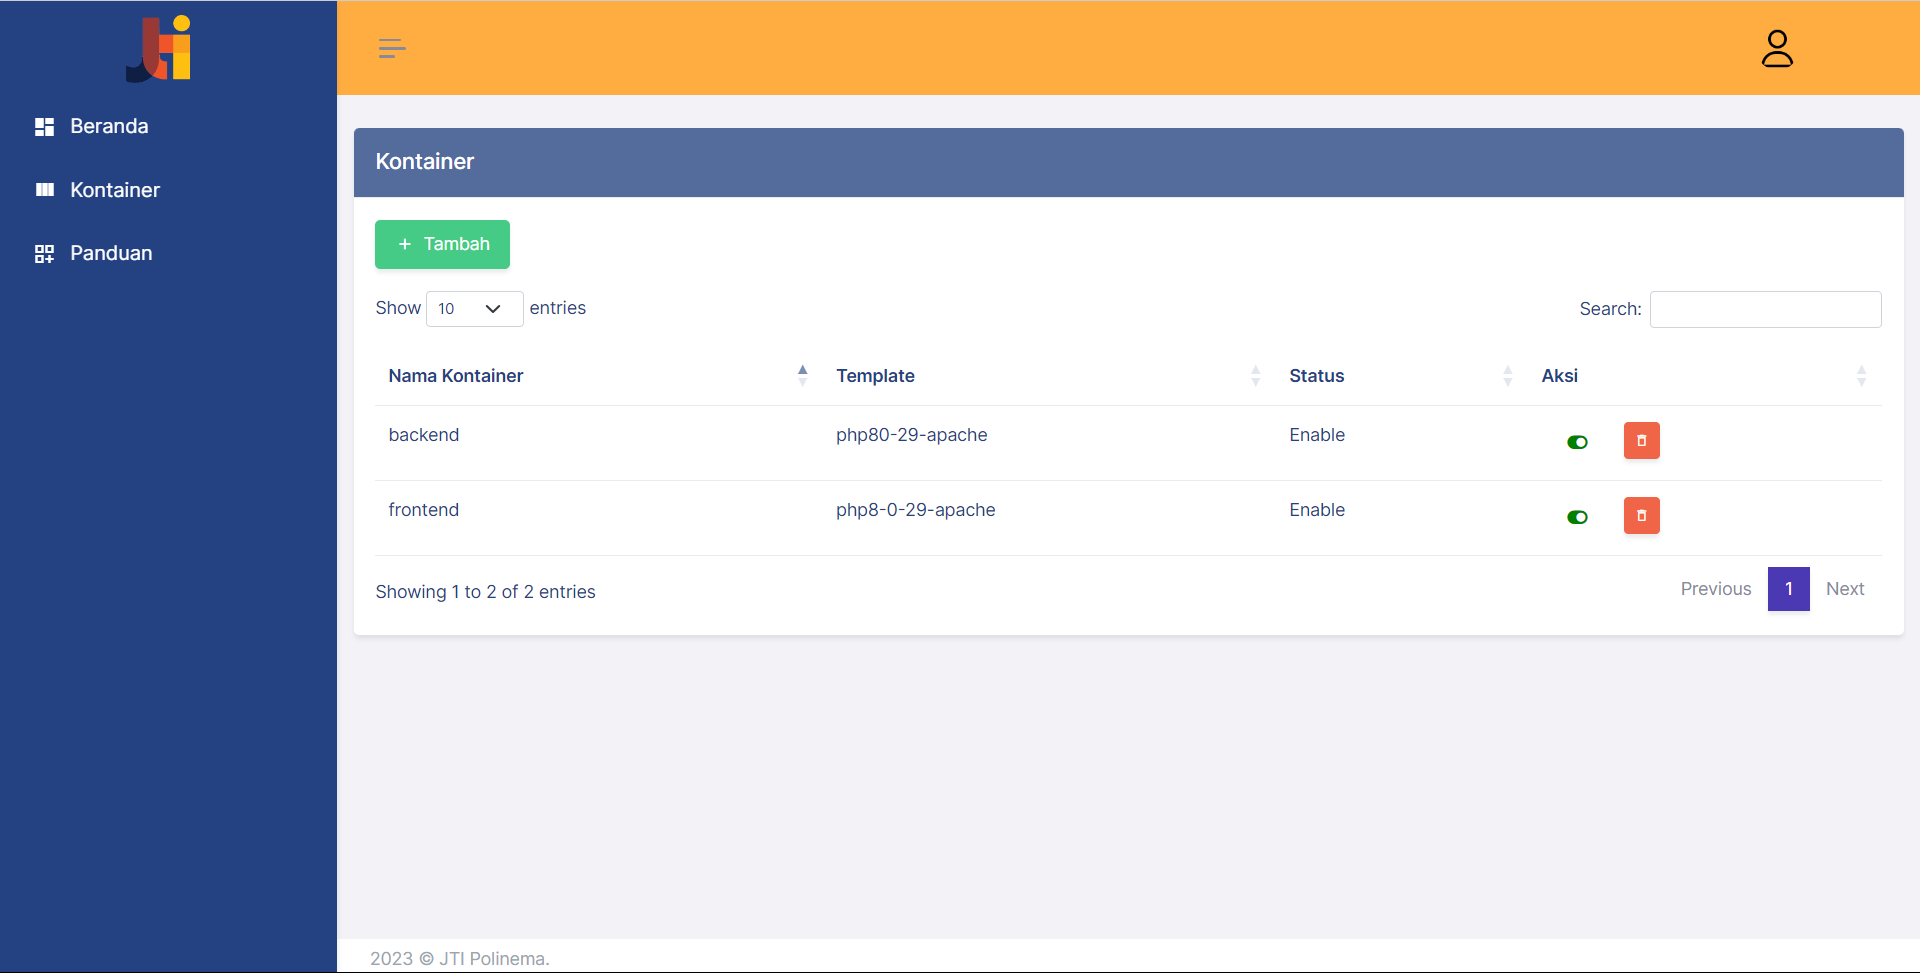 Jti
Beranda
Kontainer
Panduan
Kontainer
+ Tambah
Show 10 entries
Search:
Nama Kontainer Template Status Aksi
backend php80-29-apache Enable
frontend php8-0-29-apache Enable
Showing 1 to 2 of 2 entries
Previous 1 Next
2023 © JTI Polinema.